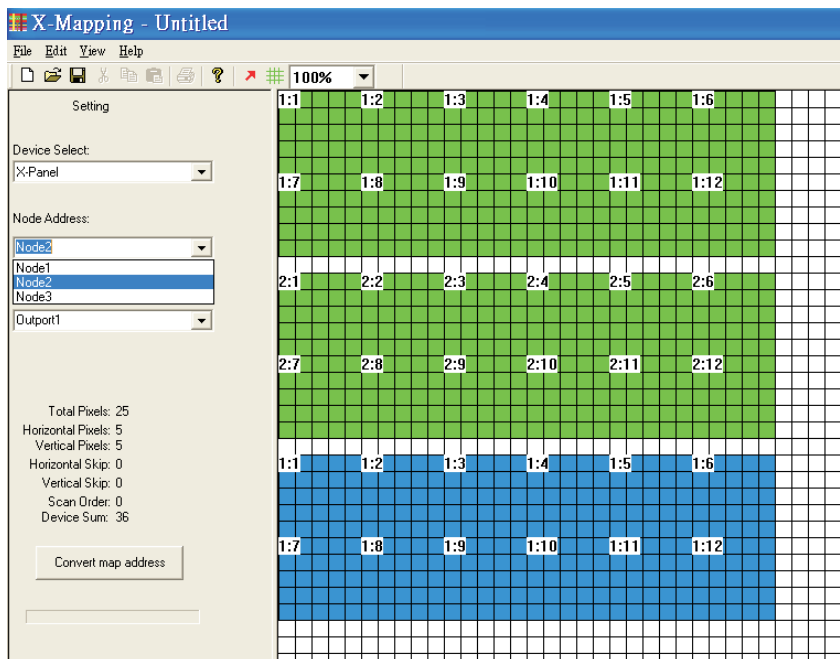 X-Mapping - Untitled
File Edit View Help
100%
Setting
Device Select:
X-Panel
Node Address:
Node2
Node1
Node2
Node3
Outport1
Total Pixels: 25
Horizontal Pixels: 5
Vertical Pixels: 5
Horizontal Skip: 0
Vertical Skip: 0
Scan Order: 0
Device Sum: 36
Convert map address
1:1 1:2 1:3 1:4 1:5 1:6
1:7 1:8 1:9 1:10 1:11 1:12
2:1 2:2 2:3 2:4 2:5 2:6
2:7 2:8 2:9 2:10 2:11 2:12
1:1 1:2 1:3 1:4 1:5 1:6
1:7 1:8 1:9 1:10 1:11 1:12